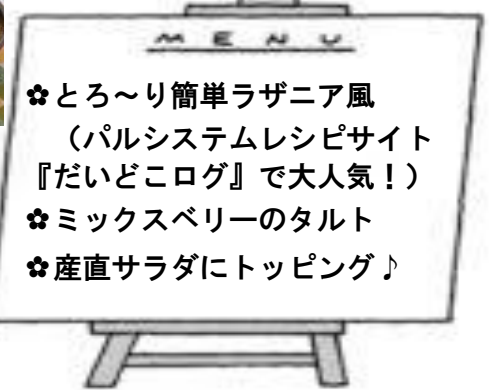 MENU
✿とろ～り簡単ラザニア風
（パルシステムレシピサイト
『だいどこログ』で大人気！）
✿ミックスベリーのタルト
✿産直サラダにトッピング♪